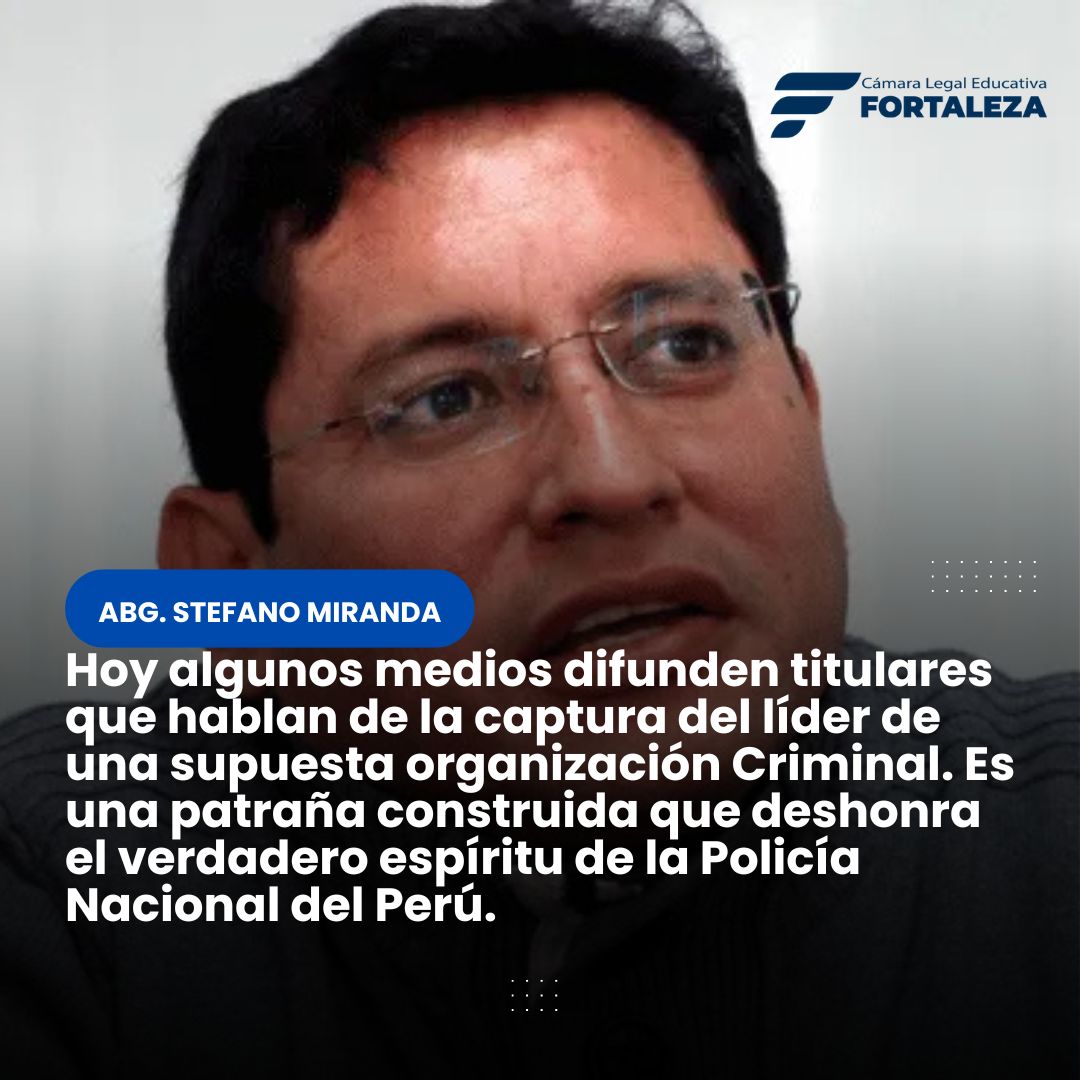 Cámara Legal Educativa
FORTALEZA
ABG. STEFANO MIRANDA
Hoy algunos medios difunden titulares
que hablan de la captura del líder de
una supuesta organización Criminal. Es
una patraña construida que deshonra
el verdadero espíritu de la Policía
Nacional del Perú.